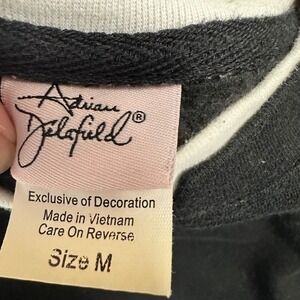 Adrian
Delafield®
Exclusive of Decoration
Made in Vietnam
Care On Reverse
Size M